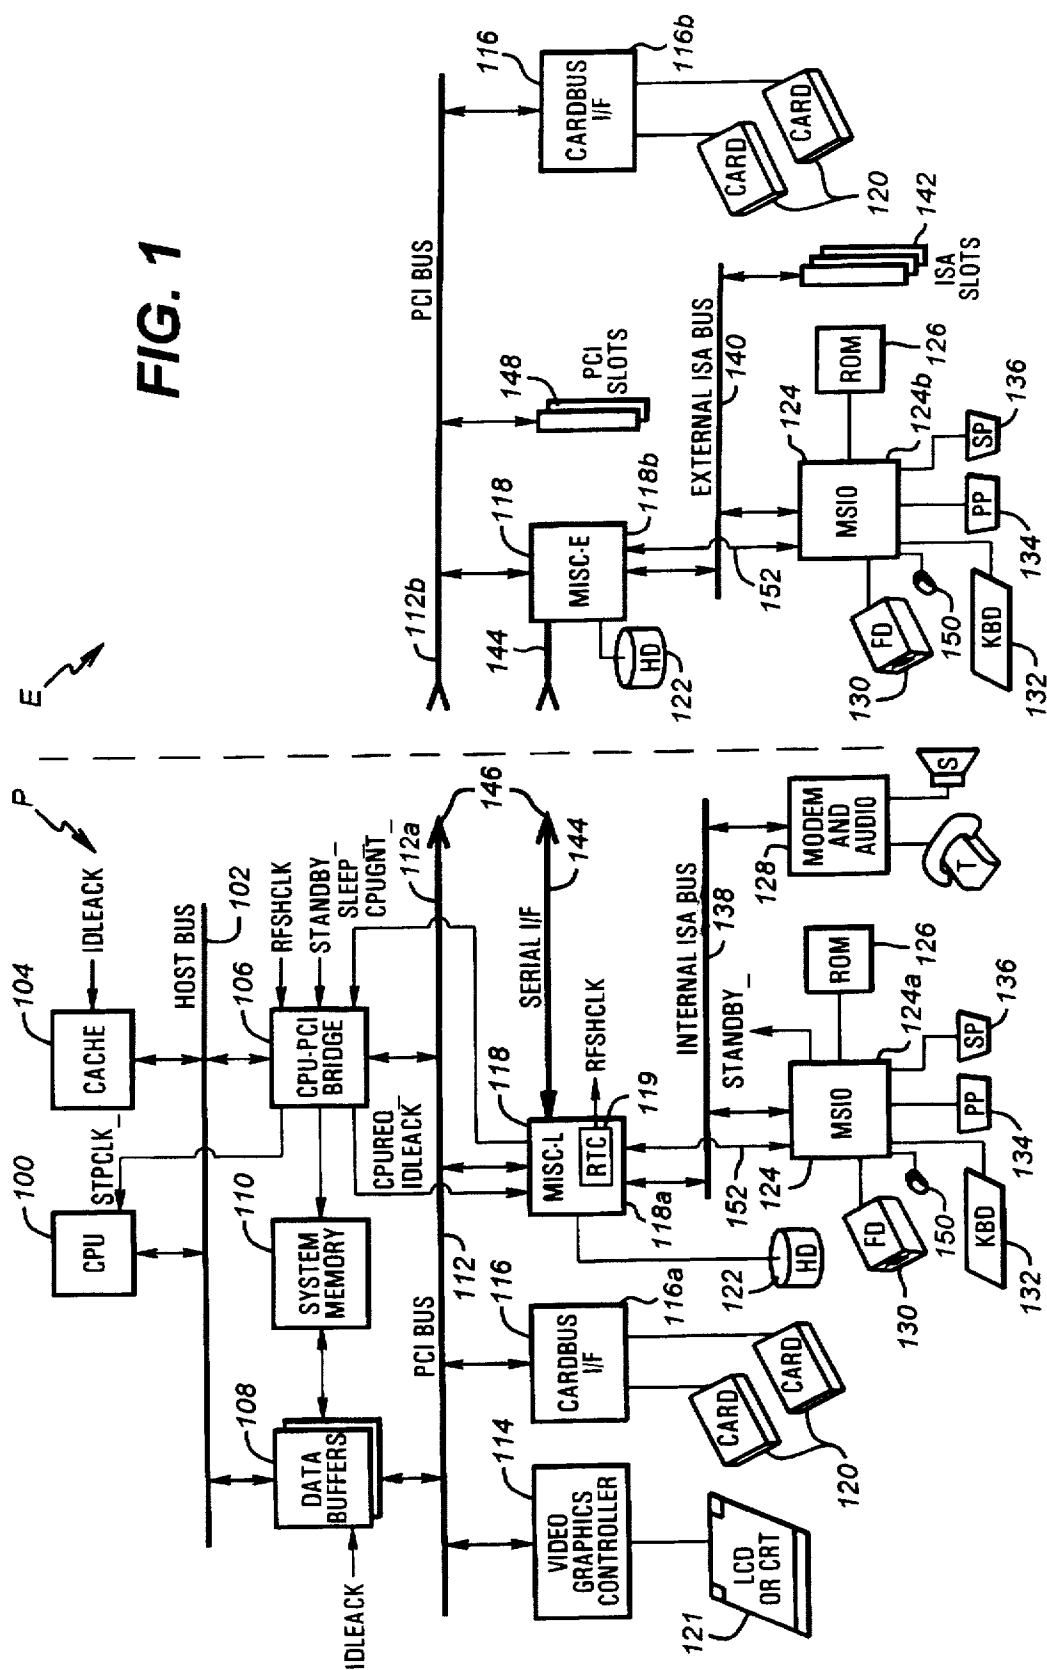 FIG. 1
P
E
100
CPU
STPCLK_
104
CACHE
IDLEACK
HOST BUS
102
108
DATA
BUFFERS
IDLEACK
110
SYSTEM
MEMORY
106
CPU-PCI
BRIDGE
RFSHCLK
STANDBY_
SLEEP_
CPUGNT_
CPUREQ_
IDLEACK_
PCI BUS
112
112a
146
114
VIDEO
GRAPHICS
CONTROLLER
121
LCD
OR CRT
116
CARDBUS
I/F
116a
CARD
CARD
120
118
MISC-L
RTC
119
RFSHCLK
118a
SERIAL I/F
144
122
HD
INTERNAL ISA BUS
138
152
STANDBY_
124
MSIO
124a
ROM
126
128
MODEM
AND
AUDIO
T
S
130
FD
150
132
KBD
134
PP
136
SP
112b
PCI BUS
144
118
MISC-E
118b
122
HD
148
PCI
SLOTS
116
CARDBUS
I/F
116b
CARD
CARD
120
EXTERNAL ISA BUS
140
152
142
ISA
SLOTS
124
MSIO
124b
ROM
126
130
FD
150
132
KBD
134
PP
136
SP